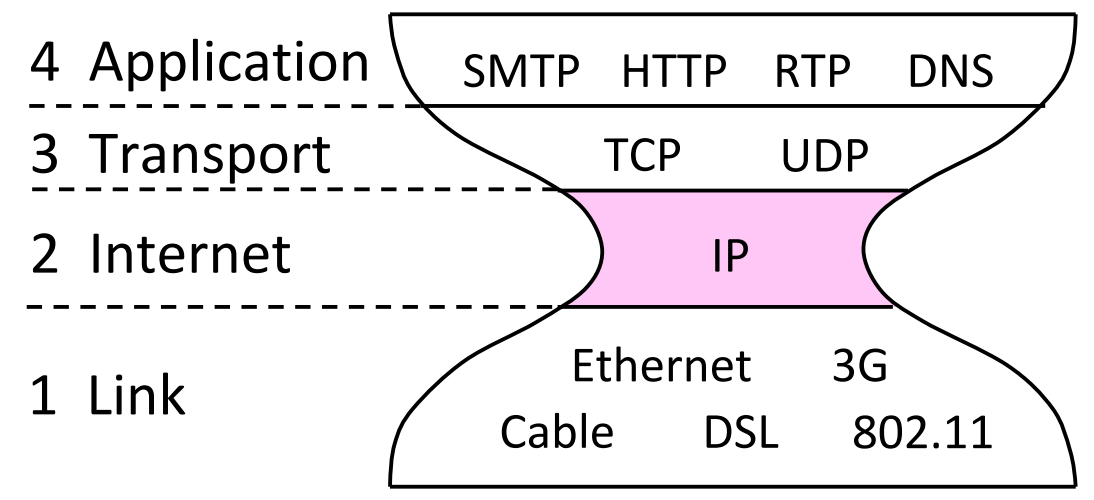 4 Application SMTP HTTP RTP DNS
3 Transport TCP UDP
2 Internet IP
Ethernet 3G
1 Link
Cable DSL 802.11